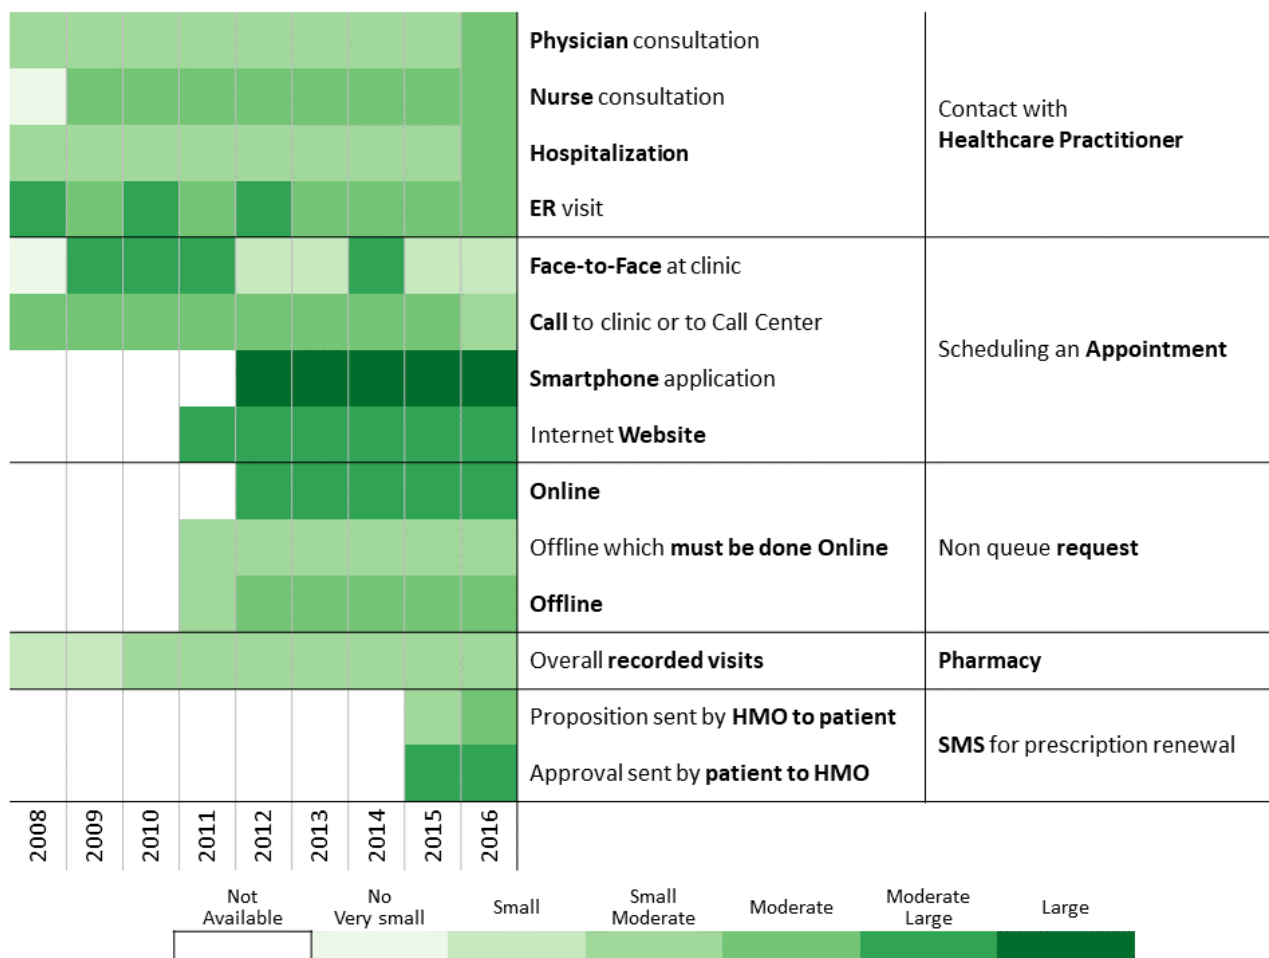 Physician consultation
Nurse consultation
Hospitalization
ER visit
Contact with
Healthcare Practitioner
Face-to-Face at clinic
Call to clinic or to Call Center
Smartphone application
Internet Website
Scheduling an Appointment
Online
Offline which must be done Online
Offline
Non queue request
Overall recorded visits
Pharmacy
Proposition sent by HMO to patient
Approval sent by patient to HMO
SMS for prescription renewal
2008
2009
2010
2011
2012
2013
2014
2015
2016
Not
Available
No
Very small
Small
Small
Moderate
Moderate
Moderate
Large
Large